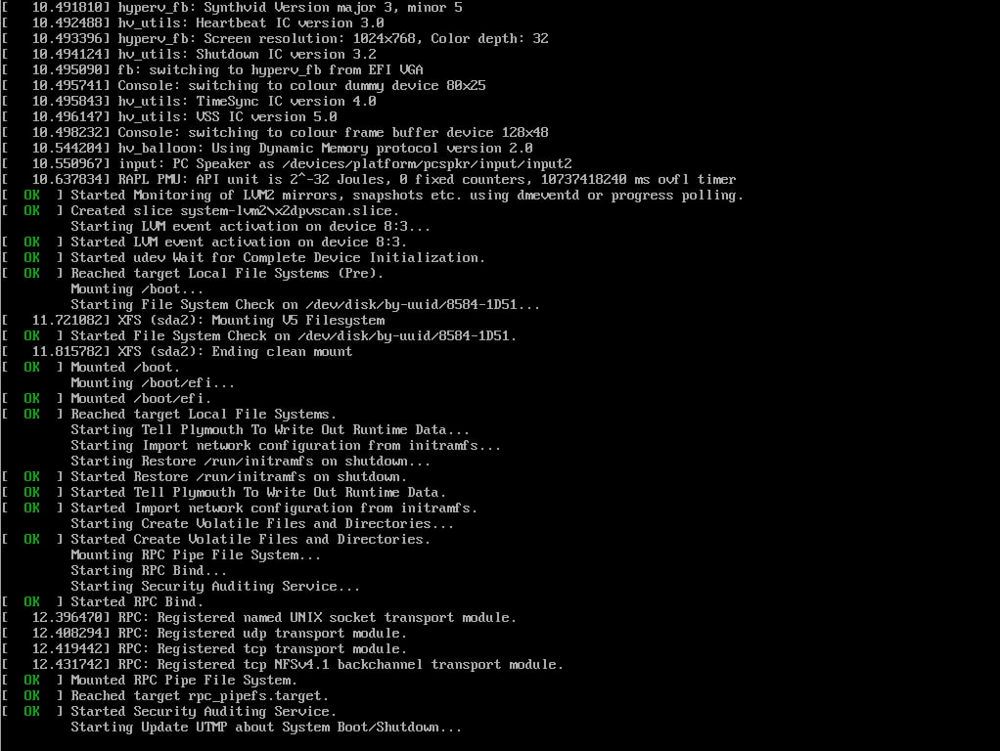 [   10.491810] hyperv_fb: Synthvid Version major 3, minor 5
[   10.492488] hv_utils: Heartbeat IC version 3.0
[   10.493396] hyperv_fb: Screen resolution: 1024x768, Color depth: 32
[   10.494124] hv_utils: Shutdown IC version 3.2
[   10.495090] fb: switching to hyperv_fb from EFI VGA
[   10.495741] Console: switching to colour dummy device 80x25
[   10.495843] hv_utils: TimeSync IC version 4.0
[   10.496147] hv_utils: VSS IC version 5.0
[   10.498232] Console: switching to colour frame buffer device 128x48
[   10.544204] hv_balloon: Using Dynamic Memory protocol version 2.0
[   10.550967] input: PC Speaker as /devices/platform/pcspkr/input/input2
[   10.637834] RAPL PMU: API unit is 2^-32 Joules, 0 fixed counters, 10737418240 ms ovfl timer
[  OK  ] Started Monitoring of LVM2 mirrors, snapshots etc. using dmeventd or progress polling.
[  OK  ] Created slice system-lvm2\x2dpvscan.slice.
         Starting LVM event activation on device 8:3...
[  OK  ] Started LVM event activation on device 8:3.
[  OK  ] Started udev Wait for Complete Device Initialization.
[  OK  ] Reached target Local File Systems (Pre).
         Mounting /boot...
         Starting File System Check on /dev/disk/by-uuid/8584-1D51...
[   11.721082] XFS (sda2): Mounting V5 Filesystem
[  OK  ] Started File System Check on /dev/disk/by-uuid/8584-1D51.
[   11.815782] XFS (sda2): Ending clean mount
[  OK  ] Mounted /boot.
         Mounting /boot/efi...
[  OK  ] Mounted /boot/efi.
[  OK  ] Reached target Local File Systems.
         Starting Tell Plymouth To Write Out Runtime Data...
         Starting Import network configuration from initramfs...
         Starting Restore /run/initramfs on shutdown...
[  OK  ] Started Restore /run/initramfs on shutdown.
[  OK  ] Started Tell Plymouth To Write Out Runtime Data.
[  OK  ] Started Import network configuration from initramfs.
         Starting Create Volatile Files and Directories...
[  OK  ] Started Create Volatile Files and Directories.
         Mounting RPC Pipe File System...
         Starting RPC Bind...
         Starting Security Auditing Service...
[  OK  ] Started RPC Bind.
[   12.396470] RPC: Registered named UNIX socket transport module.
[   12.408294] RPC: Registered udp transport module.
[   12.419442] RPC: Registered tcp transport module.
[   12.431742] RPC: Registered tcp NFSv4.1 backchannel transport module.
[  OK  ] Mounted RPC Pipe File System.
[  OK  ] Reached target rpc_pipefs.target.
[  OK  ] Started Security Auditing Service.
         Starting Update UTMP about System Boot/Shutdown...